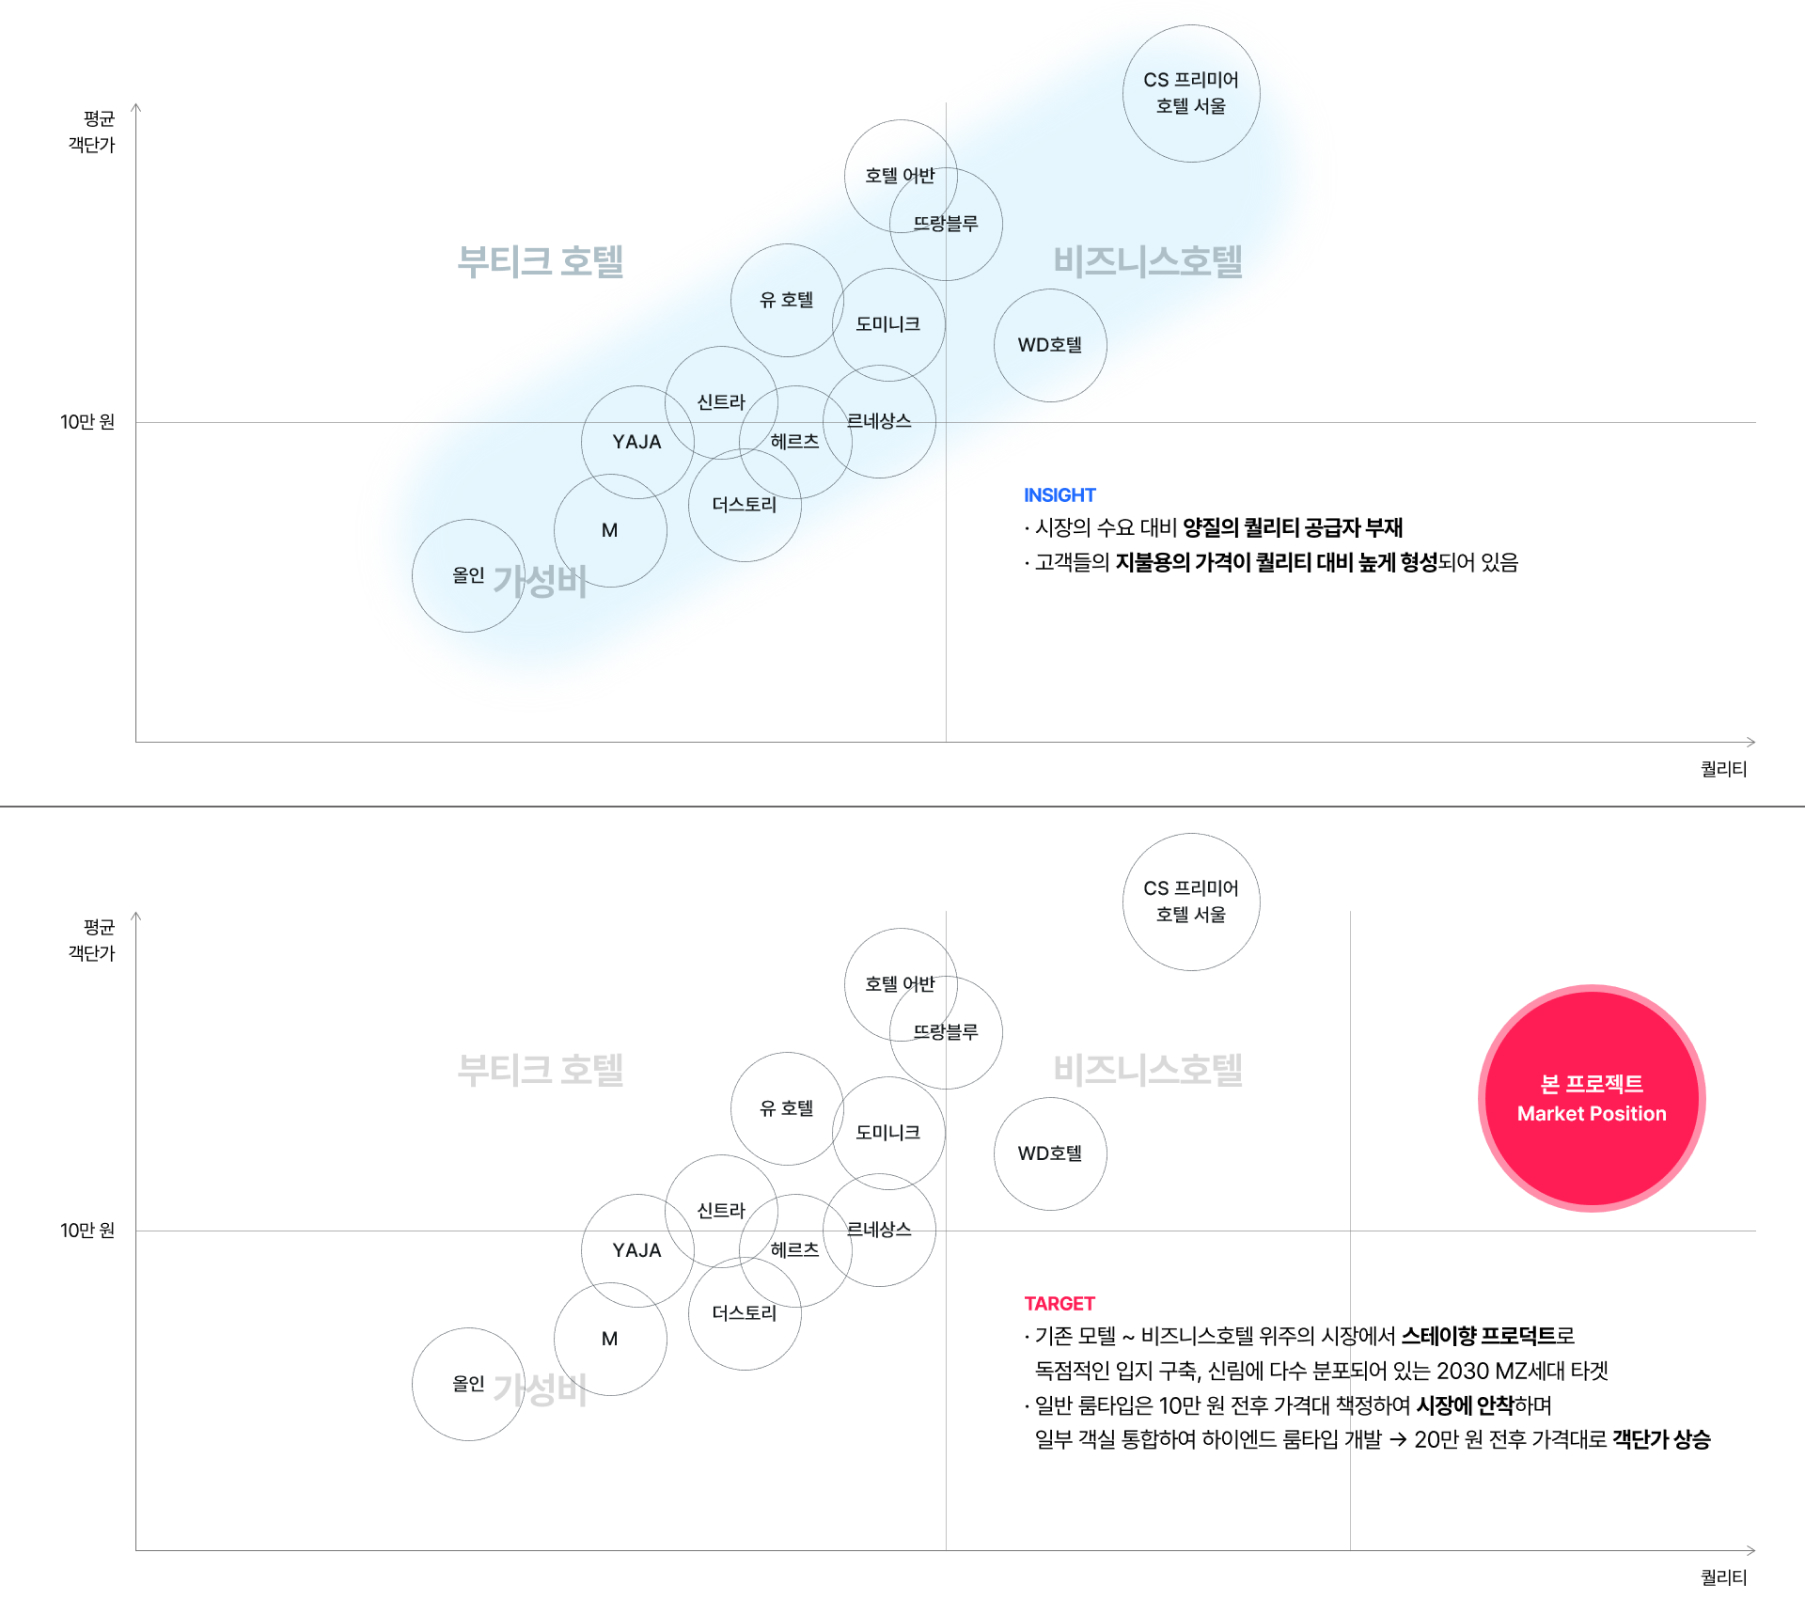 CS 프리미어
호텔 서울
평균
객단가
호텔 어반
뜨랑블루
부티크 호텔
비즈니스호텔
유 호텔
도미니크
WD호텔
신트라
10만 원
르네상스
YAJA
헤르츠
더스토리
M
올인
가성비
INSIGHT
· 시장의 수요 대비 양질의 퀄리티 공급자 부재
· 고객들의 지불용의 가격이 퀄리티 대비 높게 형성되어 있음
퀄리티
CS 프리미어
호텔 서울
평균
객단가
호텔 어반
뜨랑블루
부티크 호텔
비즈니스호텔
본 프로젝트
Market Position
유 호텔
도미니크
WD호텔
신트라
10만 원
르네상스
YAJA
헤르츠
더스토리
M
올인
가성비
TARGET
· 기존 모텔 ~ 비즈니스호텔 위주의 시장에서 스테이향 프로덕트로
독점적인 입지 구축, 신림에 다수 분포되어 있는 2030 MZ세대 타겟
· 일반 룸타입은 10만 원 전후 가격대 책정하여 시장에 안착하며
일부 객실 통합하여 하이엔드 룸타입 개발 → 20만 원 전후 가격대로 객단가 상승
퀄리티